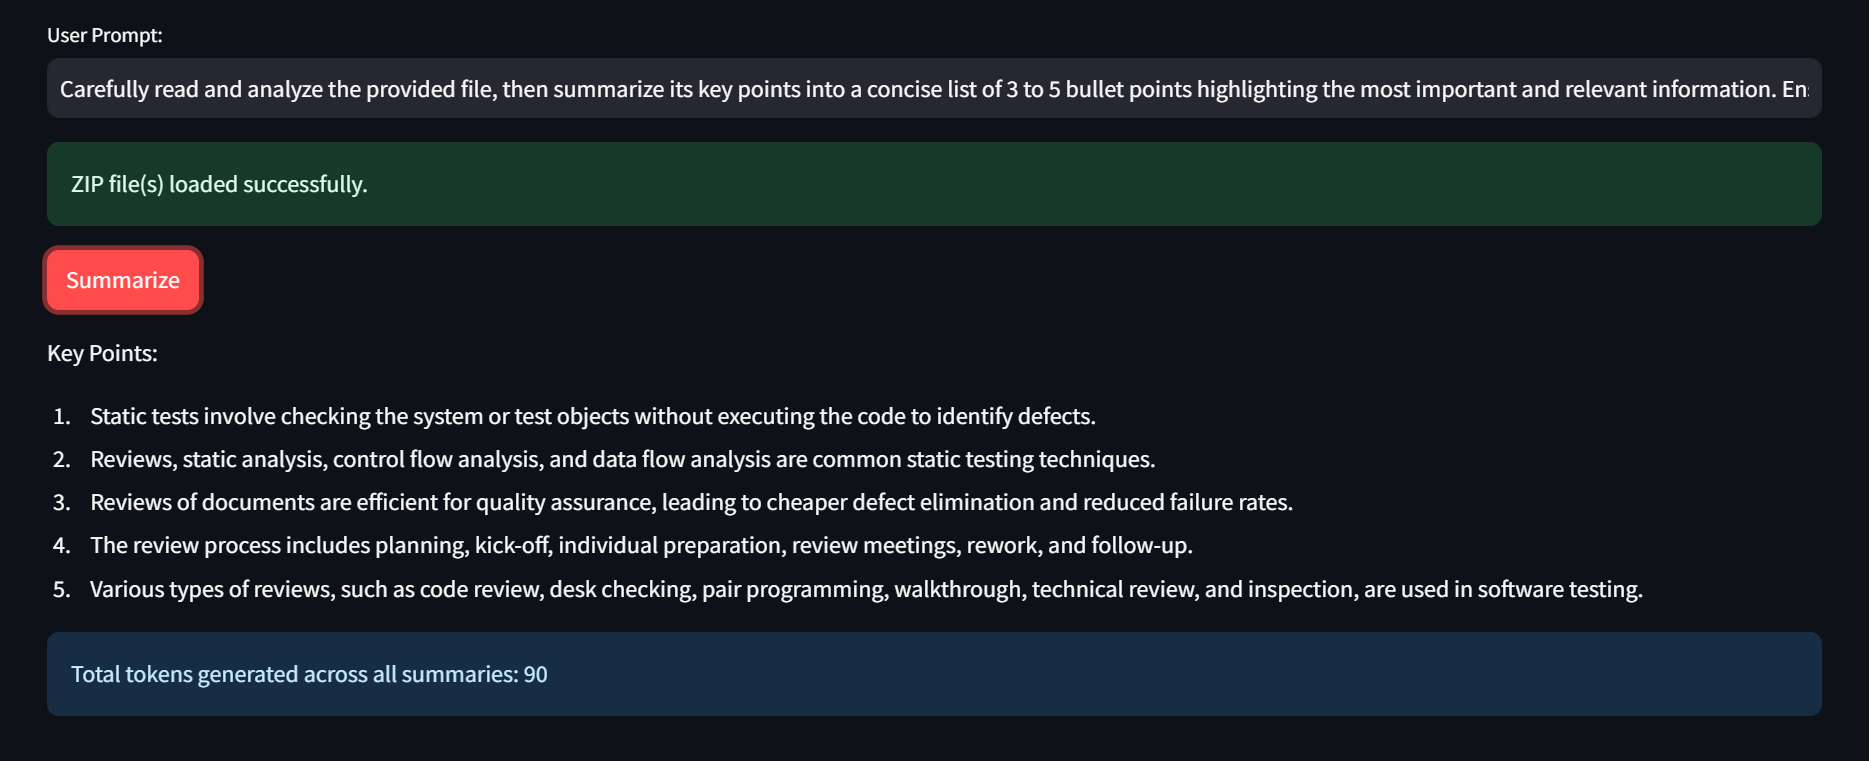 User Prompt:
Carefully read and analyze the provided file, then summarize its key points into a concise list of 3 to 5 bullet points highlighting the most important and relevant information. En
ZIP file(s) loaded successfully.
Summarize
Key Points:
1. Static tests involve checking the system or test objects without executing the code to identify defects.
2. Reviews, static analysis, control flow analysis, and data flow analysis are common static testing techniques.
3. Reviews of documents are efficient for quality assurance, leading to cheaper defect elimination and reduced failure rates.
4. The review process includes planning, kick-off, individual preparation, review meetings, rework, and follow-up.
5. Various types of reviews, such as code review, desk checking, pair programming, walkthrough, technical review, and inspection, are used in software testing.
Total tokens generated across all summaries: 90